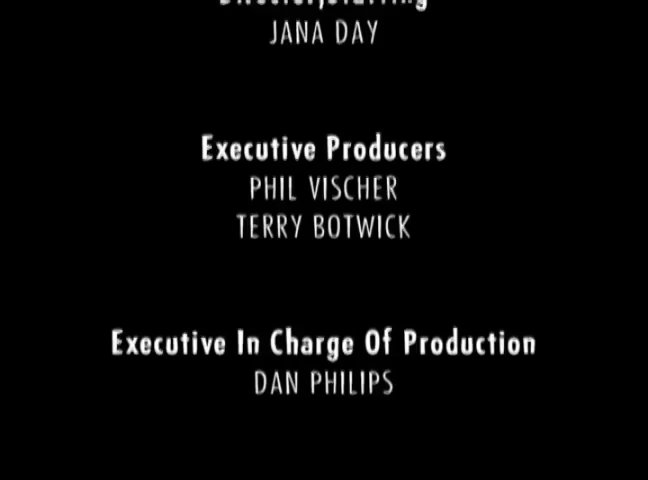 JANA DAY
Executive Producers
PHIL VISCHER
TERRY BOTWICK
Executive In Charge Of Production
DAN PHILIPS